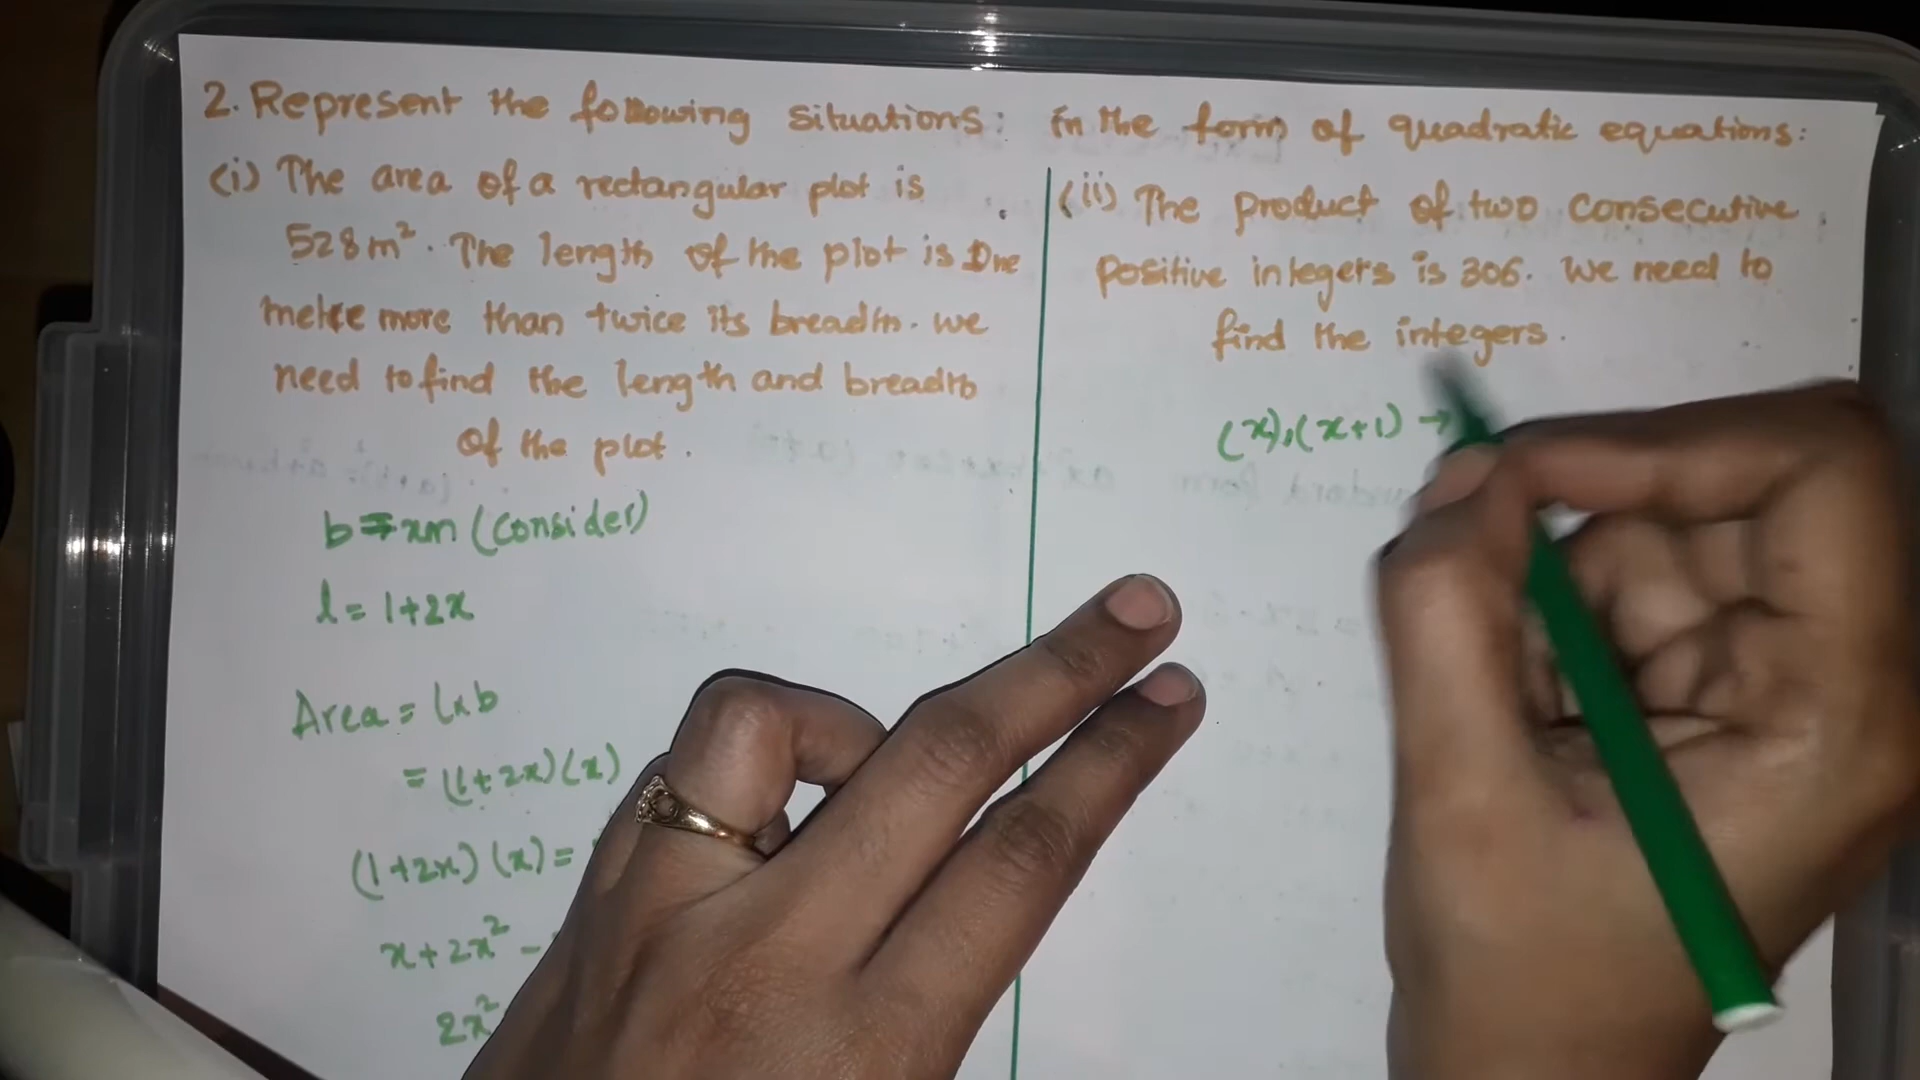 2. Represent the following situations: in the form of quadratic equations:
(i) The area of a rectangular plot is
528m². The length of the plot is One
metre more than twice its breadth. we
need to find the length and breadth
of the plot.
b = xm (consider)
l = 1+2x
Area = l×b
= (1+2x)(x)
(1+2x) (x) =
x + 2x² -
2x²
(ii) The product of two consecutive
positive integers is 306. We need to
find the integers.
(x), (x+1) →